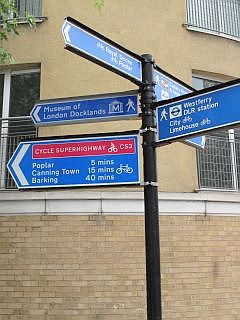 Museum of
London Docklands
CYCLE SUPERHIGHWAY CS3
Poplar 5 mins
Canning Town 15 mins
Barking 40 mins
Westferry
DLR station
City
Limehouse